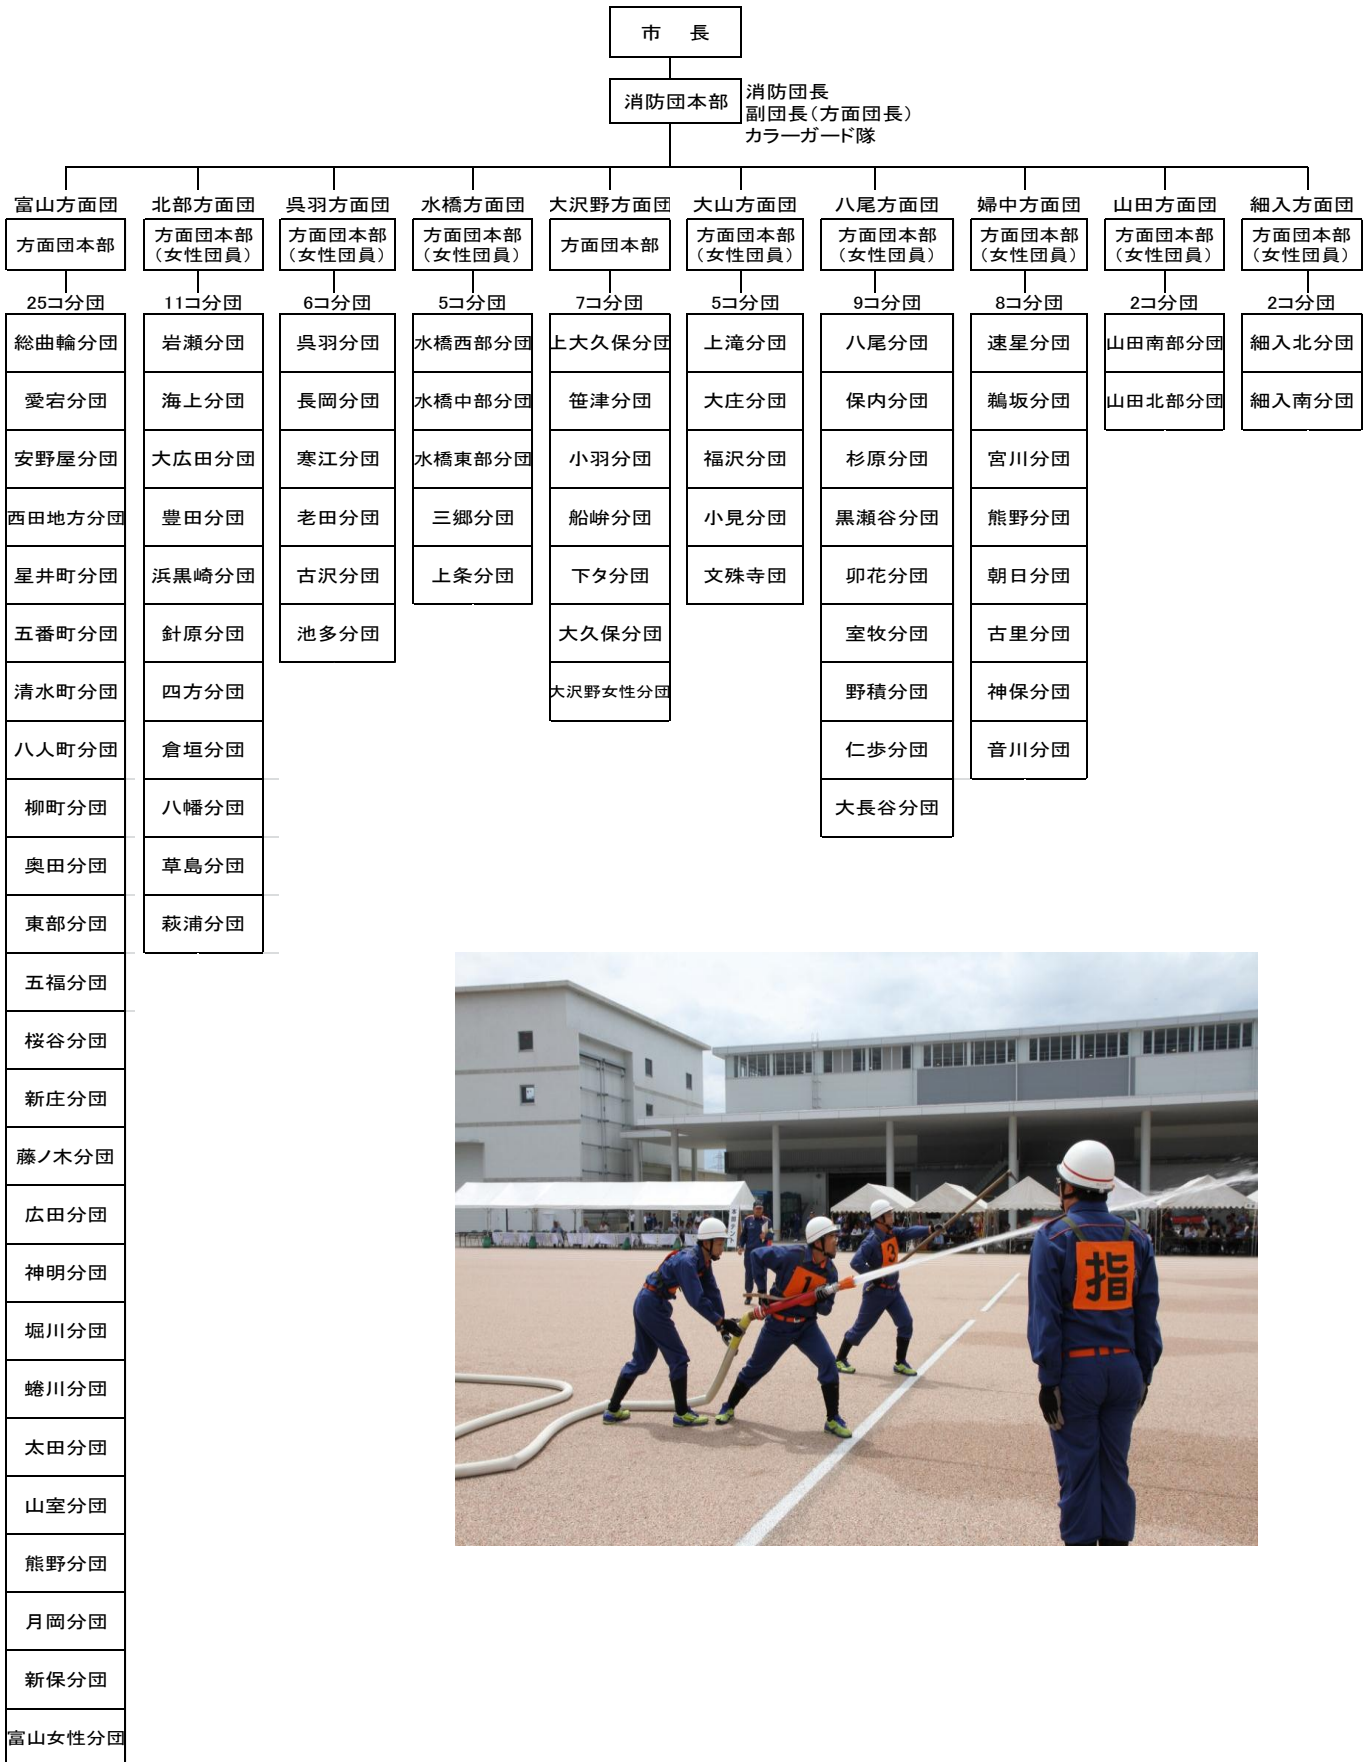 市　長
消防団本部
消防団長
副団長（方面団長）
カラーガード隊
富山方面団
方面団本部
25コ分団
総曲輪分団
愛宕分団
安野屋分団
西田地方分団
星井町分団
五番町分団
清水町分団
八人町分団
柳町分団
奥田分団
東部分団
五福分団
桜谷分団
新庄分団
藤ノ木分団
広田分団
神明分団
堀川分団
蜷川分団
太田分団
山室分団
熊野分団
月岡分団
新保分団
富山女性分団
北部方面団
方面団本部
（女性団員）
11コ分団
岩瀬分団
海上分団
大広田分団
豊田分団
浜黒崎分団
針原分団
四方分団
倉垣分団
八幡分団
草島分団
萩浦分団
呉羽方面団
方面団本部
（女性団員）
6コ分団
呉羽分団
長岡分団
寒江分団
老田分団
古沢分団
池多分団
水橋方面団
方面団本部
（女性団員）
5コ分団
水橋西部分団
水橋中部分団
水橋東部分団
三郷分団
上条分団
大沢野方面団
方面団本部
7コ分団
上大久保分団
笹津分団
小羽分団
船峅分団
下タ分団
大久保分団
大沢野女性分団
大山方面団
方面団本部
（女性団員）
5コ分団
上滝分団
大庄分団
福沢分団
小見分団
文殊寺団
八尾方面団
方面団本部
（女性団員）
9コ分団
八尾分団
保内分団
杉原分団
黒瀬谷分団
卯花分団
室牧分団
野積分団
仁歩分団
大長谷分団
婦中方面団
方面団本部
（女性団員）
8コ分団
速星分団
鵜坂分団
宮川分団
熊野分団
朝日分団
古里分団
神保分団
音川分団
山田方面団
方面団本部
（女性団員）
2コ分団
山田南部分団
山田北部分団
細入方面団
方面団本部
（女性団員）
2コ分団
細入北分団
細入南分団
本部テント
1
3
指